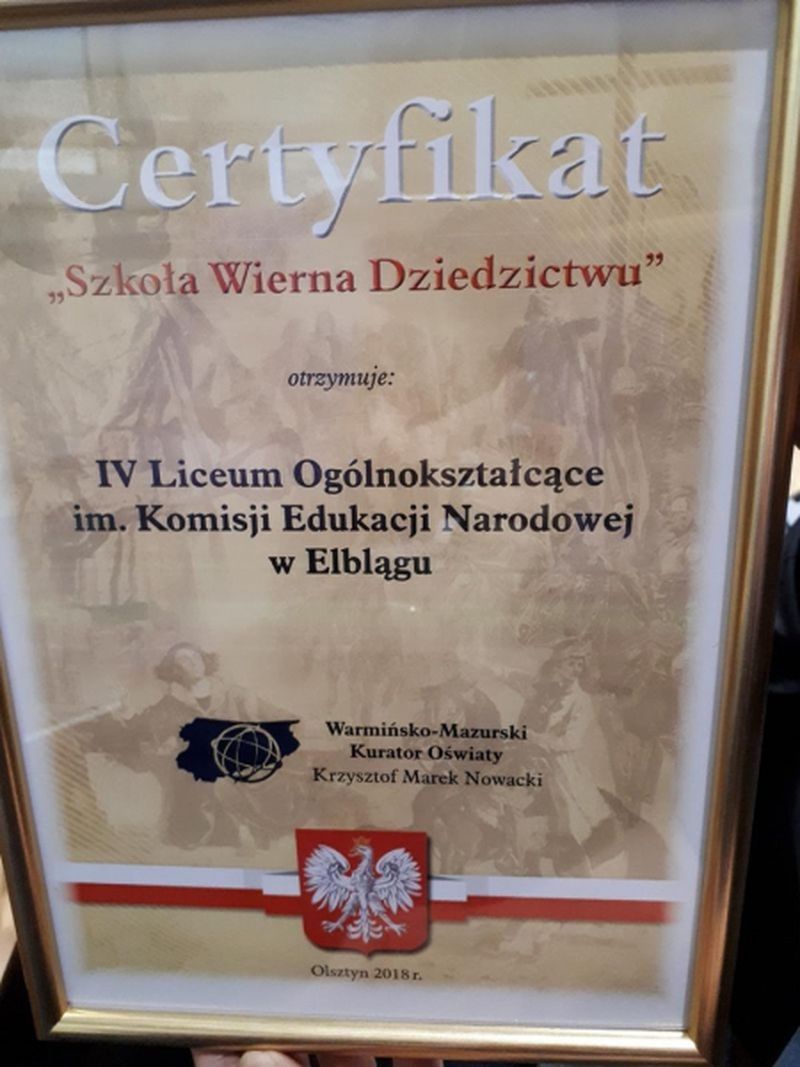 Certyfikat
„Szkoła Wierna Dziedzictwu”
otrzymuje:
IV Liceum Ogólnokształcące
im. Komisji Edukacji Narodowej
w Elblągu
Warmińsko-Mazurski
Kurator Oświaty
Krzysztof Marek Nowacki
Olsztyn 2018 r.